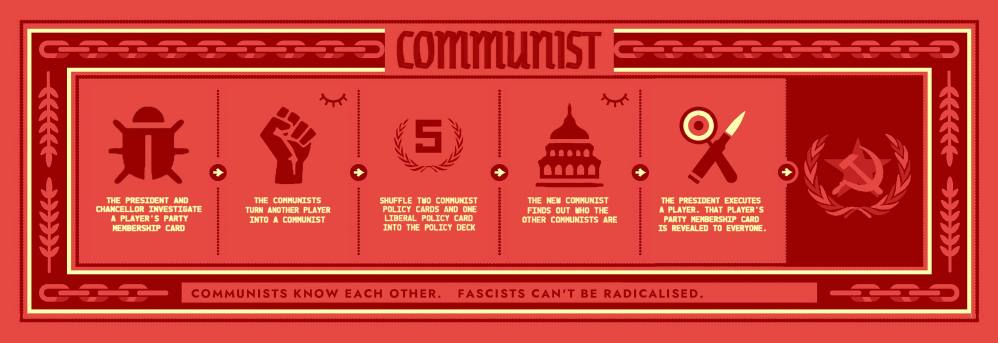 COMMUNIST
THE PRESIDENT AND
CHANCELLOR INVESTIGATE
A PLAYER'S PARTY
MEMBERSHIP CARD
THE COMMUNISTS
TURN ANOTHER PLAYER
INTO A COMMUNIST
5
SHUFFLE TWO COMMUNIST
POLICY CARDS AND ONE
LIBERAL POLICY CARD
INTO THE POLICY DECK
THE NEW COMMUNIST
FINDS OUT WHO THE
OTHER COMMUNISTS ARE
THE PRESIDENT EXECUTES
A PLAYER. THAT PLAYER'S
PARTY MEMBERSHIP CARD
IS REVEALED TO EVERYONE.
COMMUNISTS KNOW EACH OTHER. FASCISTS CAN'T BE RADICALISED.